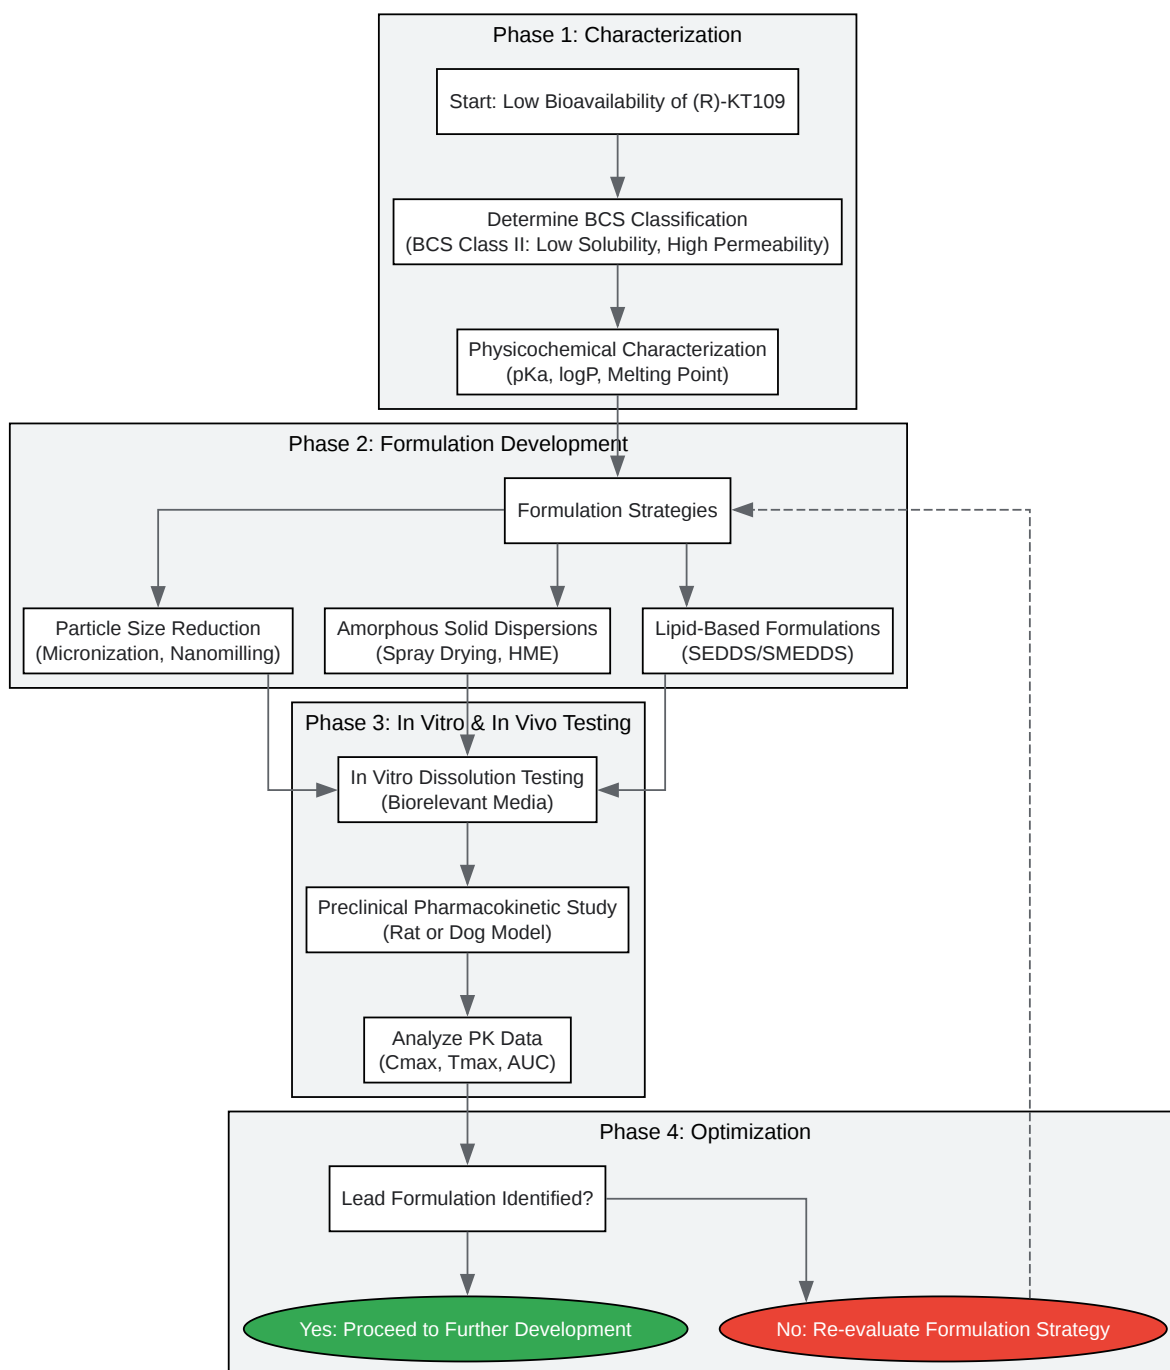 Phase 1: Characterization
Start: Low Bioavailability of (R)-KT109
Determine BCS Classification
(BCS Class II: Low Solubility, High Permeability)
Physicochemical Characterization
(pKa, logP, Melting Point)
Phase 2: Formulation Development
Formulation Strategies
Particle Size Reduction
(Micronization, Nanomilling)
Amorphous Solid Dispersions
(Spray Drying, HME)
Lipid-Based Formulations
(SEDDS/SMEDDS)
Phase 3: In Vitro & In Vivo Testing
In Vitro Dissolution Testing
(Biorelevant Media)
Preclinical Pharmacokinetic Study
(Rat or Dog Model)
Analyze PK Data
(Cmax, Tmax, AUC)
Phase 4: Optimization
Lead Formulation Identified?
Yes: Proceed to Further Development
No: Re-evaluate Formulation Strategy